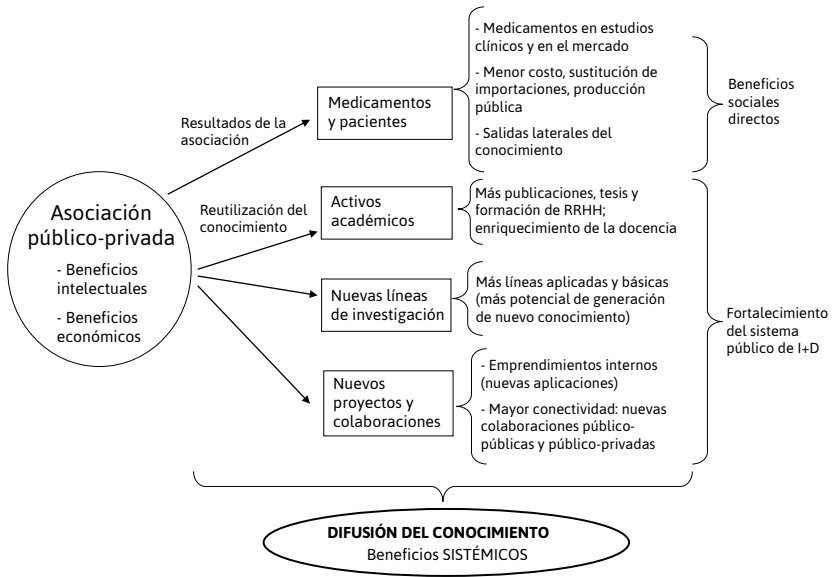 Asociación
público-privada
- Beneficios
intelectuales
- Beneficios
económicos
Resultados de la
asociación
Reutilización del
conocimiento
Medicamentos
y pacientes
- Medicamentos en estudios
clínicos y en el mercado
- Menor costo, sustitución de
importaciones, producción
pública
- Salidas laterales del
conocimiento
Beneficios
sociales
directos
Activos
académicos
Más publicaciones, tesis y
formación de RRHH;
enriquecimiento de la docencia
Nuevas líneas
de investigación
Más líneas aplicadas y básicas
(más potencial de generación
de nuevo conocimiento)
Nuevos
proyectos y
colaboraciones
- Emprendimientos internos
(nuevas aplicaciones)
- Mayor conectividad: nuevas
colaboraciones público-
públicas y público-privadas
Fortalecimiento
del sistema
público de I+D
DIFUSIÓN DEL CONOCIMIENTO
Beneficios SISTÉMICOS